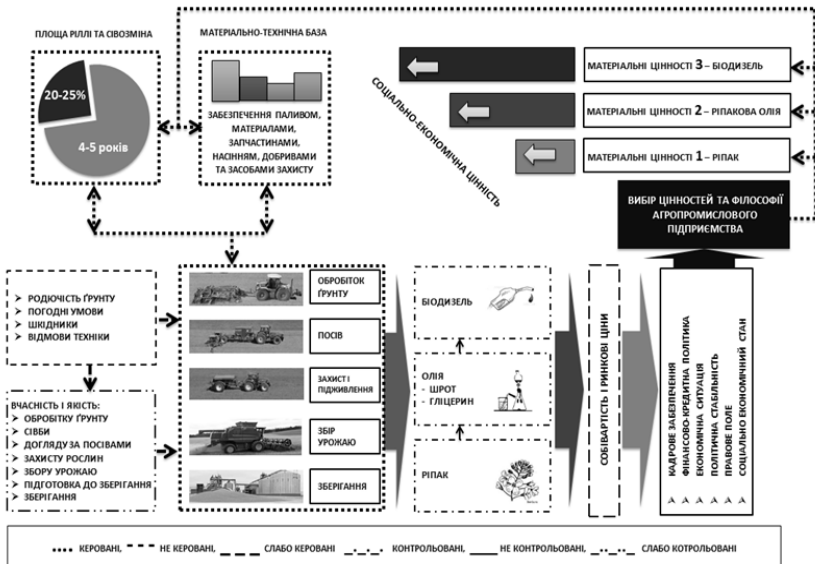 ПЛОЩА РІЛЛІ ТА СІВОЗМІНА
20-25%
4-5 років
МАТЕРІАЛЬНО-ТЕХНІЧНА БАЗА
ЗАБЕЗПЕЧЕННЯ ПАЛИВОМ,
МАТЕРІАЛАМИ,
ЗАПЧАСТИНАМИ,
НАСІННЯМ, ДОБРИВАМИ
ТА ЗАСОБАМИ ЗАХИСТУ
СОЦІАЛЬНО-ЕКОНОМІЧНА ЦІННІСТЬ
МАТЕРІАЛЬНІ ЦІННОСТІ 3 – БІОДИЗЕЛЬ
МАТЕРІАЛЬНІ ЦІННОСТІ 2 – РІПАКОВА ОЛІЯ
МАТЕРІАЛЬНІ ЦІННОСТІ 1 – РІПАК
ВИБІР ЦІННОСТЕЙ ТА ФІЛОСОФІЇ
АГРОПРОМИСЛОВОГО
ПІДПРИЄМСТВА
РОДЮЧІСТЬ ҐРУНТУ
ПОГОДНІ УМОВИ
ШКІДНИКИ
ВІДМОВИ ТЕХНІКИ
ВЧАСНІСТЬ І ЯКІСТЬ:
ОБРОБІТКУ ҐРУНТУ
СІВБИ
ДОГЛЯДУ ЗА ПОСІВАМИ
ЗАХИСТУ РОСЛИН
ЗБОРУ УРОЖАЮ
ПІДГОТОВКА ДО ЗБЕРІГАННЯ
ЗБЕРІГАННЯ
ОБРОБІТОК
ҐРУНТУ
ПОСІВ
ЗАХИСТ І
ПІДЖИВЛЕННЯ
ЗБІР
УРОЖАЮ
ЗБЕРІГАННЯ
БІОДИЗЕЛЬ
ОЛІЯ
- ШРОТ
- ГЛІЦЕРИН
РІПАК
СОБІВАРТІСТЬ І РИНКОВІ ЦІНИ
КАДРОВЕ ЗАБЕЗПЕЧЕННЯ
ФІНАНСОВО-КРЕДИТНА ПОЛІТИКА
ЕКОНОМІЧНА СИТУАЦІЯ
ПОЛІТИЧНА СТАБІЛЬНІСТЬ
ПРАВОВЕ ПОЛЕ
СОЦІАЛЬНО ЕКОНОМІЧНИЙ СТАН
КЕРОВАНІ, НЕ КЕРОВАНІ, СЛАБО КЕРОВАНІ КОНТРОЛЬОВАНІ, НЕ КОНТРОЛЬОВАНІ, СЛАБО КОТРОЛЬОВАНІ